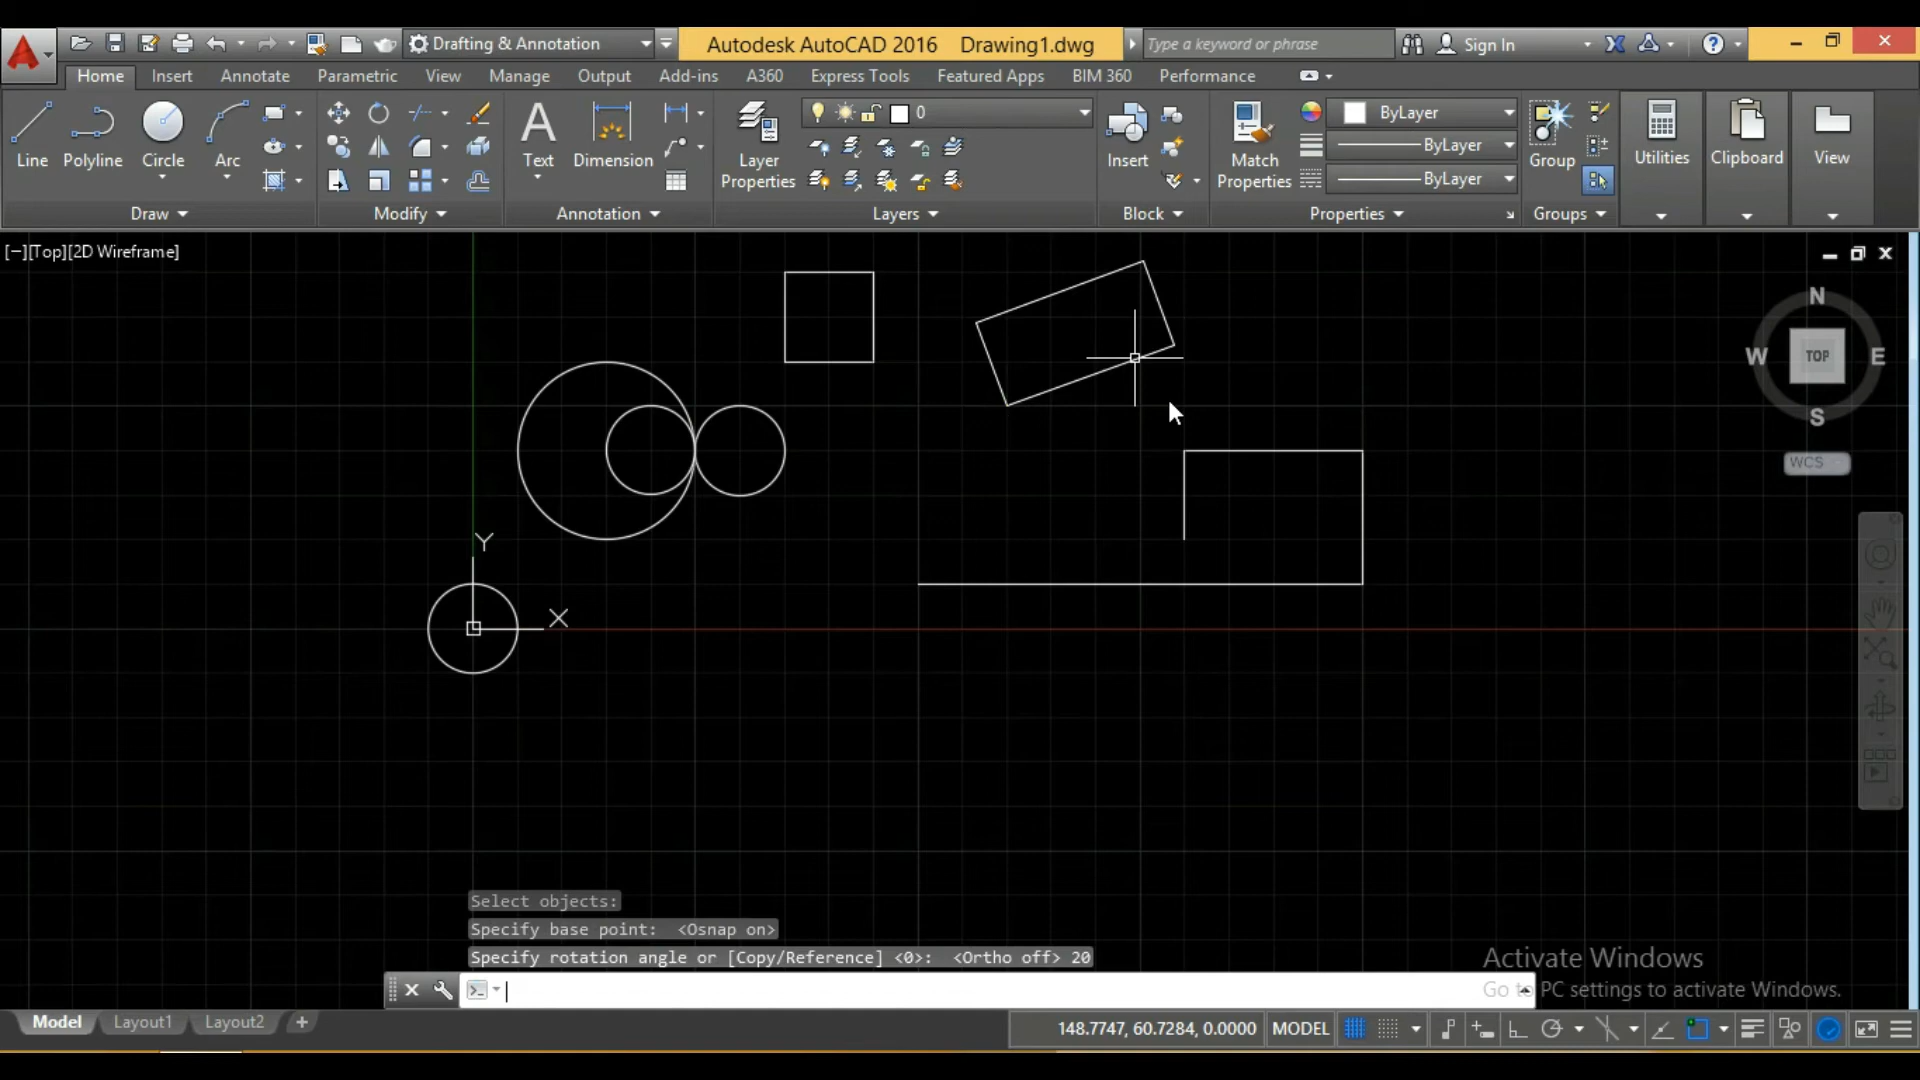 Drafting & Annotation
Autodesk AutoCAD 2016 Drawing1.dwg
Type a keyword or phrase
Sign In
Home Insert Annotate Parametric View Manage Output Add-ins A360 Express Tools Featured Apps BIM 360 Performance
0
ByLayer
ByLayer
ByLayer
Line Polyline Circle Arc
Text Dimension
Layer Properties
Insert
Match Properties
Group
Utilities Clipboard View
Draw Modify Annotation Layers Block Properties Groups
[−][Top][2D Wireframe]
N
W TOP E
S
WCS
Y
X
Select objects:
Specify base point: <Osnap on>
Specify rotation angle or [Copy/Reference] <0>: <Ortho off> 20
Activate Windows
Go to PC settings to activate Windows.
Model Layout1 Layout2 +
148.7747, 60.7284, 0.0000 MODEL